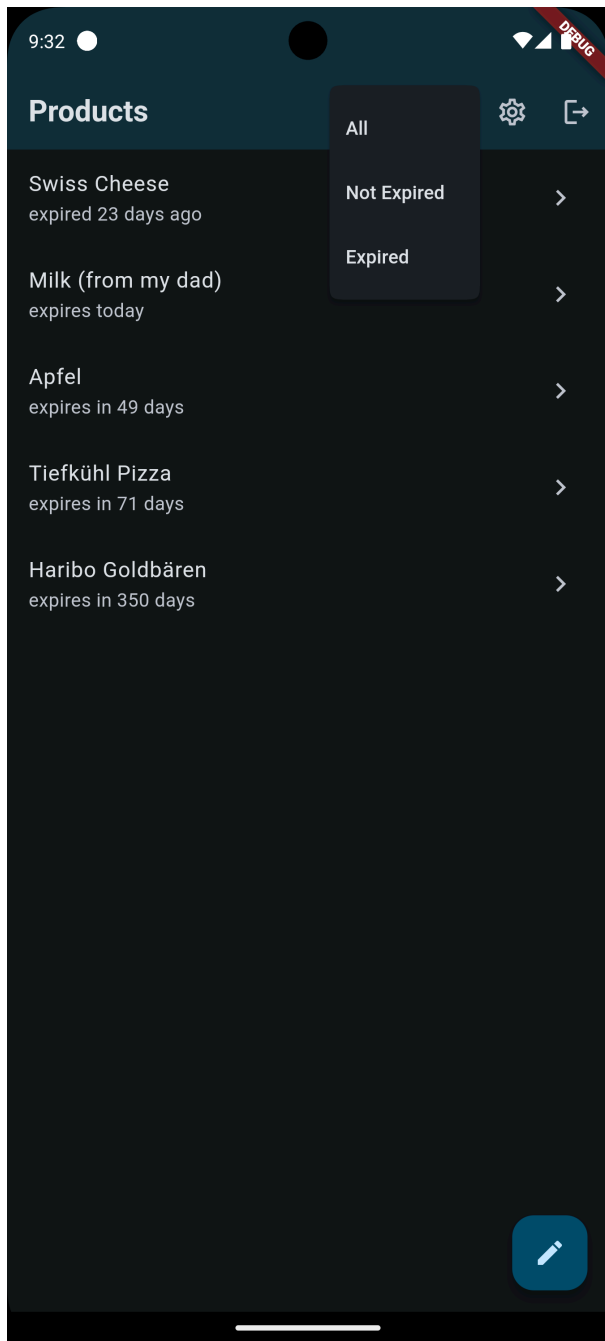 9:32
DEBUG
Products
All
Not Expired
Expired
Swiss Cheese
expired 23 days ago
Milk (from my dad)
expires today
Apfel
expires in 49 days
Tiefkühl Pizza
expires in 71 days
Haribo Goldbären
expires in 350 days